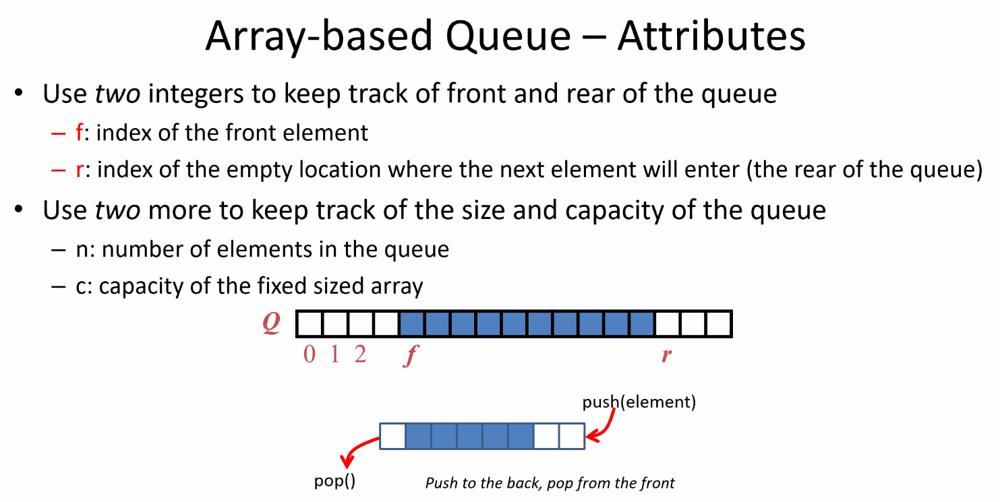 Array-based Queue – Attributes
• Use two integers to keep track of front and rear of the queue
– f: index of the front element
– r: index of the empty location where the next element will enter (the rear of the queue)
• Use two more to keep track of the size and capacity of the queue
– n: number of elements in the queue
– c: capacity of the fixed sized array
Q
0 1 2 f r
push(element)
pop()
Push to the back, pop from the front